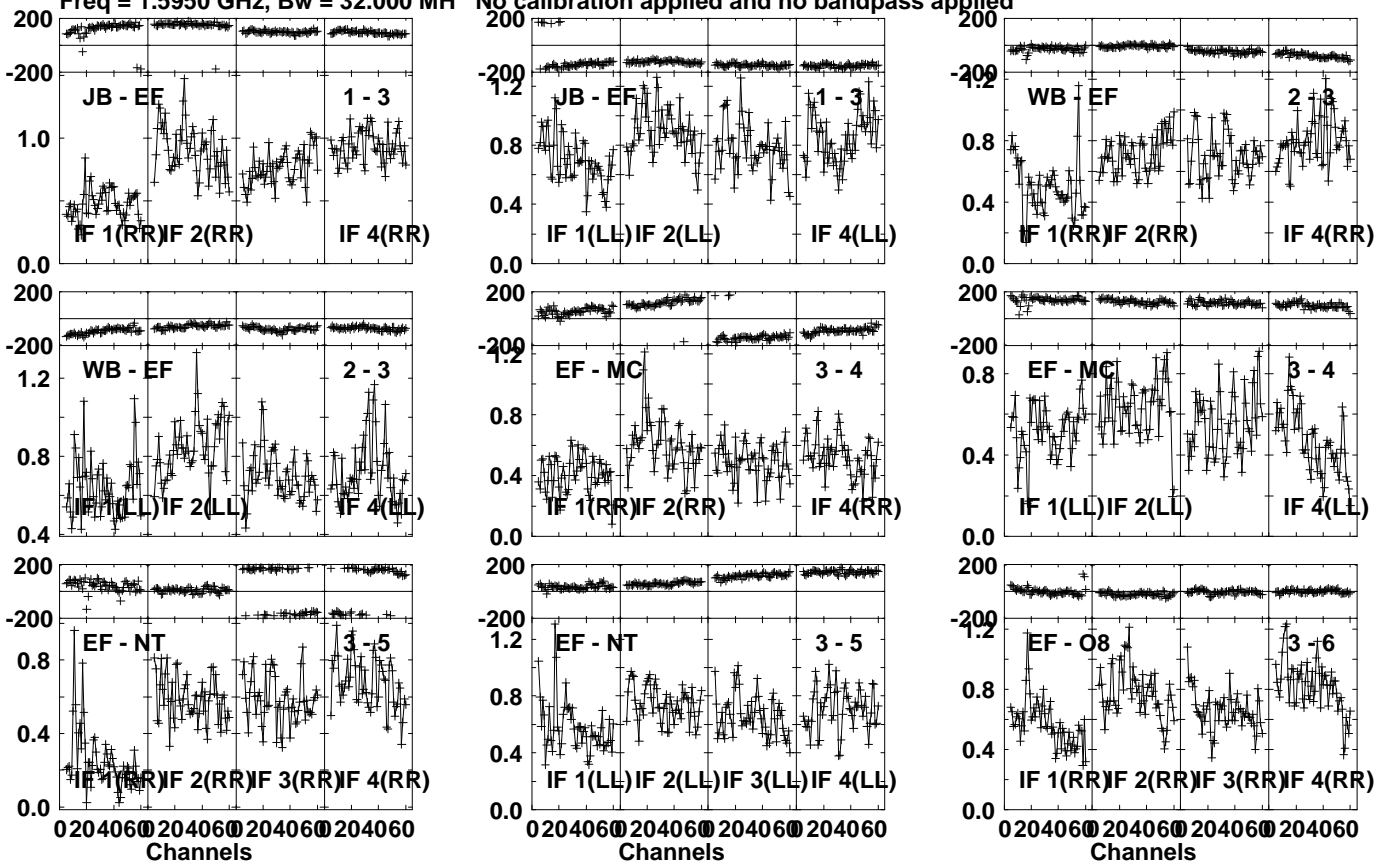 Freq = 1.5950 GHz, Bw = 32.000 MH No calibration applied and no bandpass applied
200
-200
JB - EF 1 - 3
1.0
IF 1(RR) IF 2(RR) IF 4(RR)
0.0
-200
1.2
JB - EF 1 - 3
0.8
0.4
IF 1(LL) IF 2(LL) IF 4(LL)
0.0
200
-200
1.2
WB - EF 2 - 3
0.8
0.4
IF 1(RR) IF 2(RR) IF 4(RR)
0.0
200
-200
WB - EF 2 - 3
1.2
0.8
IF 1(LL) IF 2(LL) IF 4(LL)
0.4
200
-200
1.2
EF - MC 3 - 4
0.8
0.4
IF 1(RR) IF 2(RR) IF 4(RR)
0.0
200
-200
EF - MC 3 - 4
0.8
0.4
IF 1(LL) IF 2(LL) IF 4(LL)
0.0
200
-200
EF - NT 3 - 5
0.8
0.4
IF 1(RR) IF 2(RR) IF 3(RR) IF 4(RR)
0.0
0 20 40 60 0 20 40 60 0 20 40 60 0 20 40 60
Channels
200
-200
1.2
EF - NT 3 - 5
0.8
0.4
IF 1(LL) IF 2(LL) IF 3(LL) IF 4(LL)
0.0
0 20 40 60 0 20 40 60 0 20 40 60 0 20 40 60
Channels
200
-200
1.2
EF - O8 3 - 6
0.8
0.4
IF 1(RR) IF 2(RR) IF 3(RR) IF 4(RR)
0.0
0 20 40 60 0 20 40 60 0 20 40 60 0 20 40 60
Channels